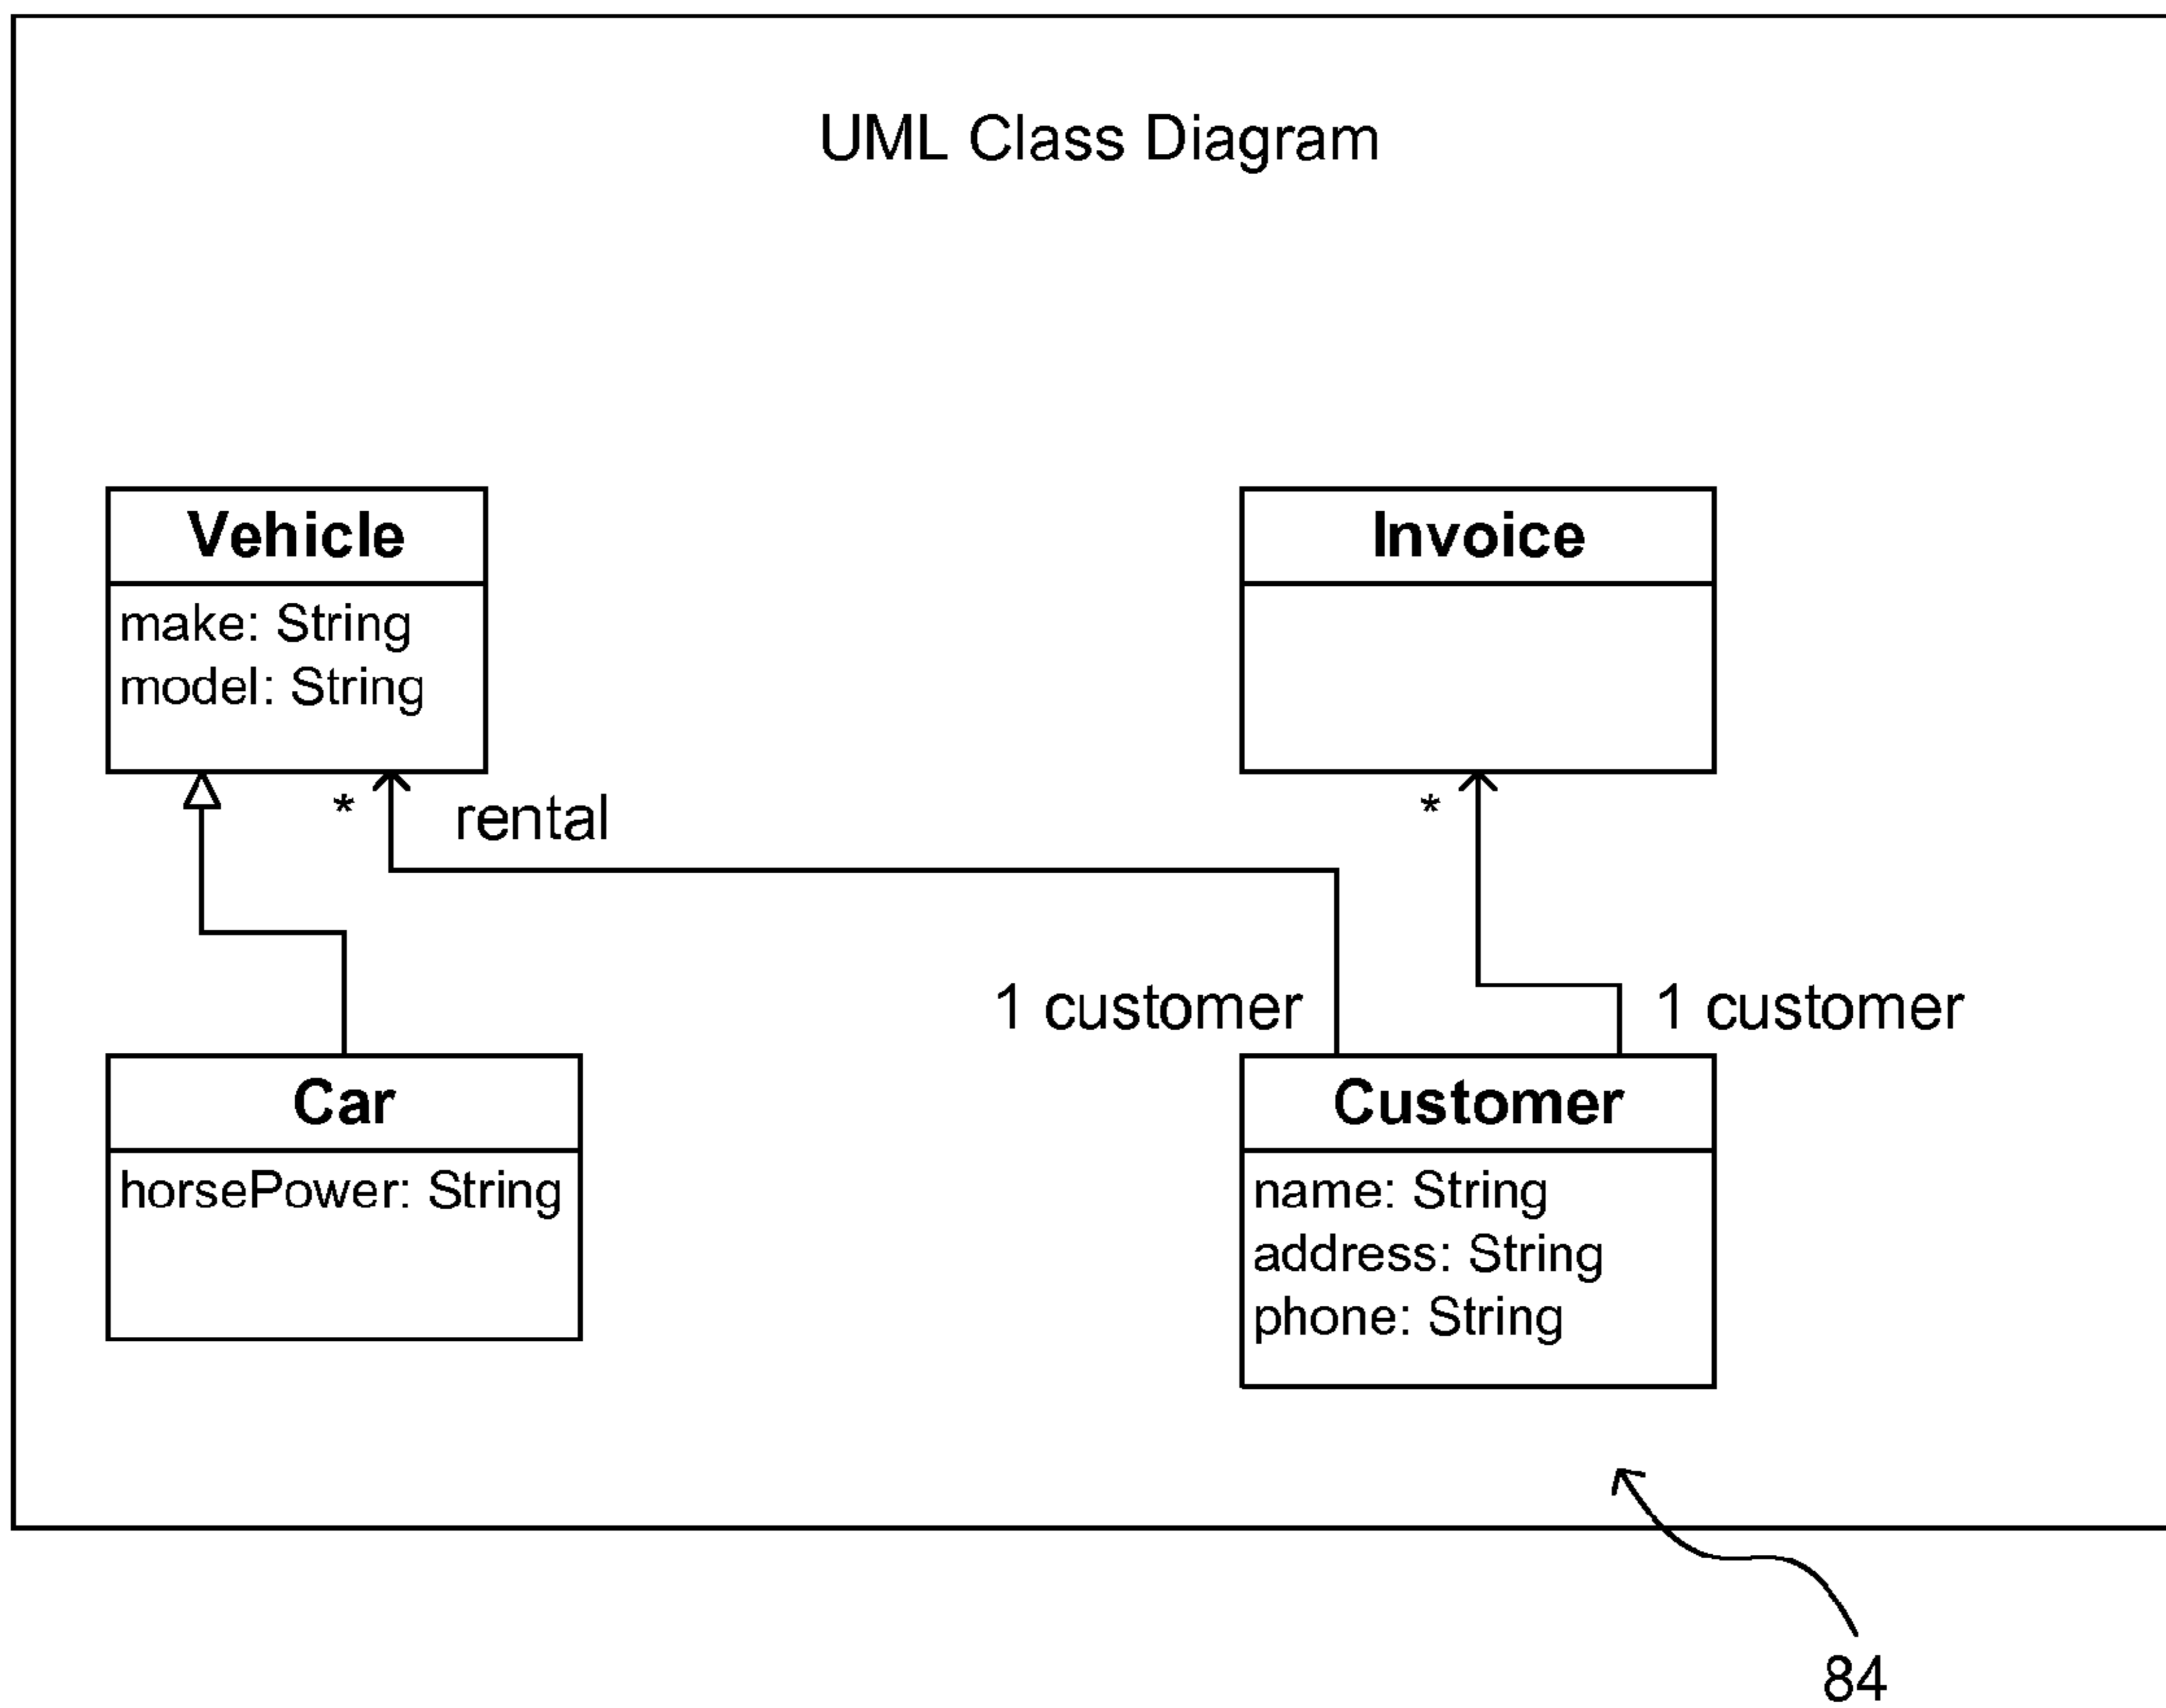 UML Class Diagram
Vehicle
make: String
model: String
Invoice
* rental
*
1 customer
1 customer
Car
horsePower: String
Customer
name: String
address: String
phone: String
84